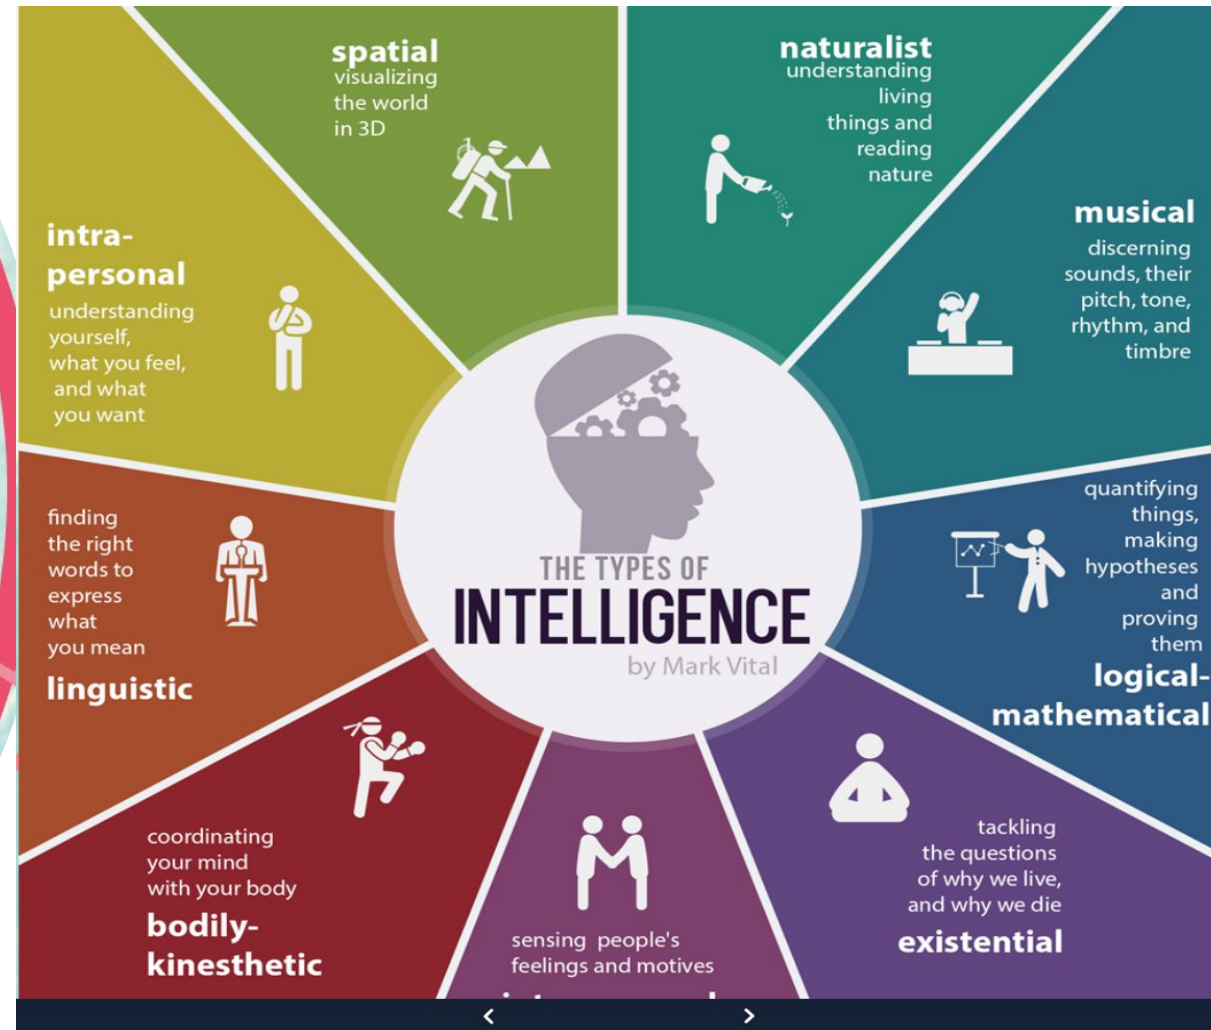 spatial
visualizing
the world
in 3D
naturalist
understanding
living
things and
reading
nature
musical
discerning
sounds, their
pitch, tone,
rhythm, and
timbre
intra-
personal
understanding
yourself,
what you feel,
and what
you want
finding
the right
words to
express
what
you mean
linguistic
THE TYPES OF
INTELLIGENCE
by Mark Vital
quantifying
things,
making
hypotheses
and
proving
them
logical-
mathematical
coordinating
your mind
with your body
bodily-
kinesthetic
sensing people's
feelings and motives
tackling
the questions
of why we live,
and why we die
existential